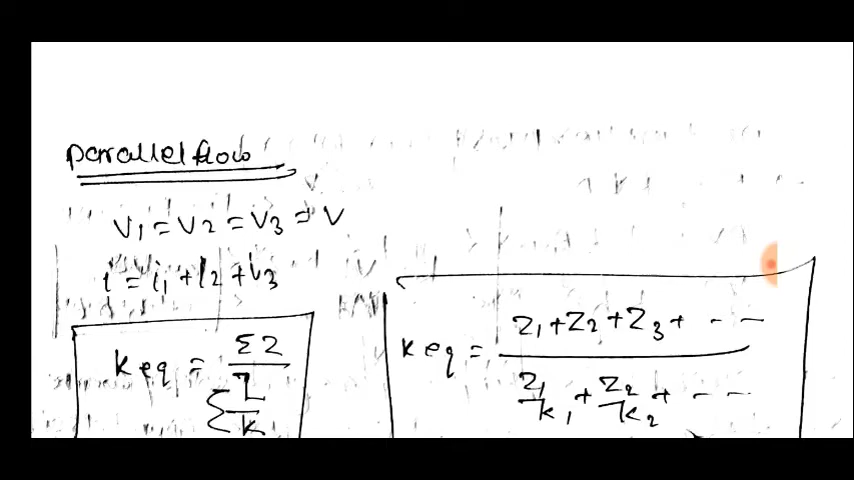 parallel flow
V1 = V2 = V3 = V
i = i1 + i2 + i3
Keq = ΣZ / Σ Z/K
Keq = Z1 + Z2 + Z3 + - - - / Z1/K1 + Z2/K2 + - - -